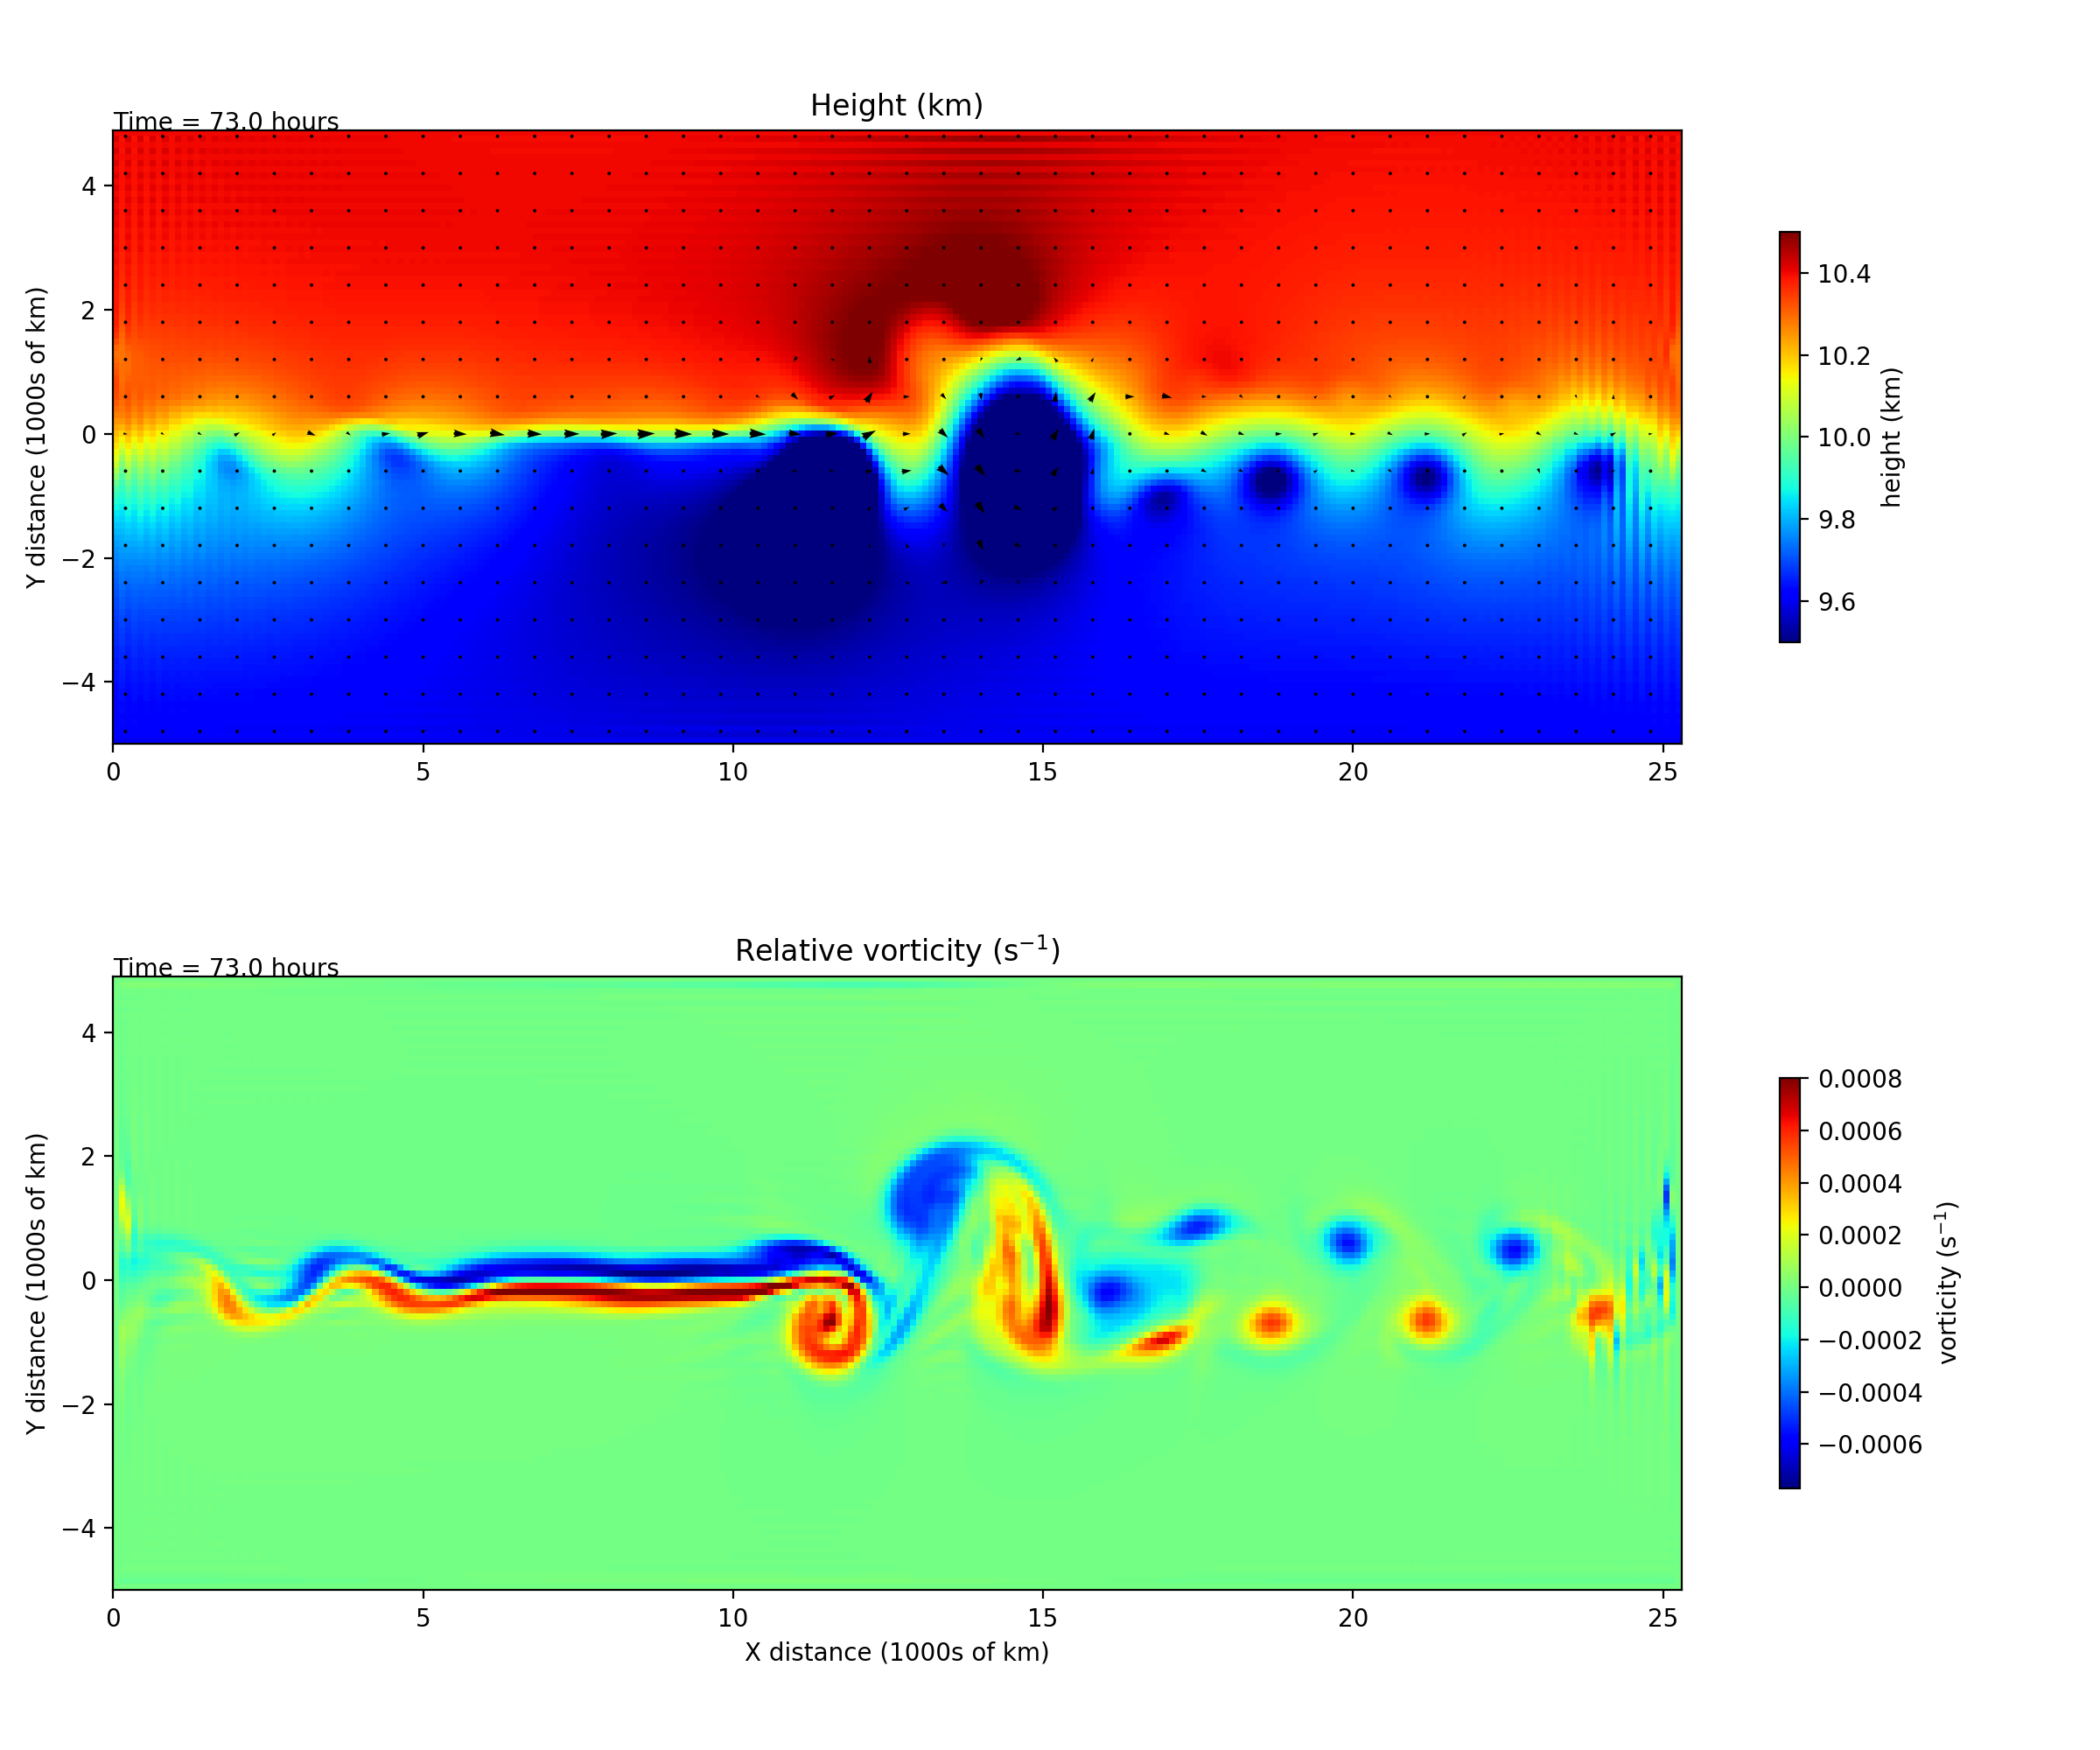 Height (km)
Time = 73.0 hours
Y distance (1000s of km)
4
2
0
−2
−4
0 5 10 15 20 25
10.4
10.2
10.0
9.8
9.6
height (km)
Relative vorticity (s⁻¹)
Time = 73.0 hours
Y distance (1000s of km)
4
2
0
−2
−4
0 5 10 15 20 25
X distance (1000s of km)
0.0008
0.0006
0.0004
0.0002
0.0000
−0.0002
−0.0004
−0.0006
vorticity (s⁻¹)